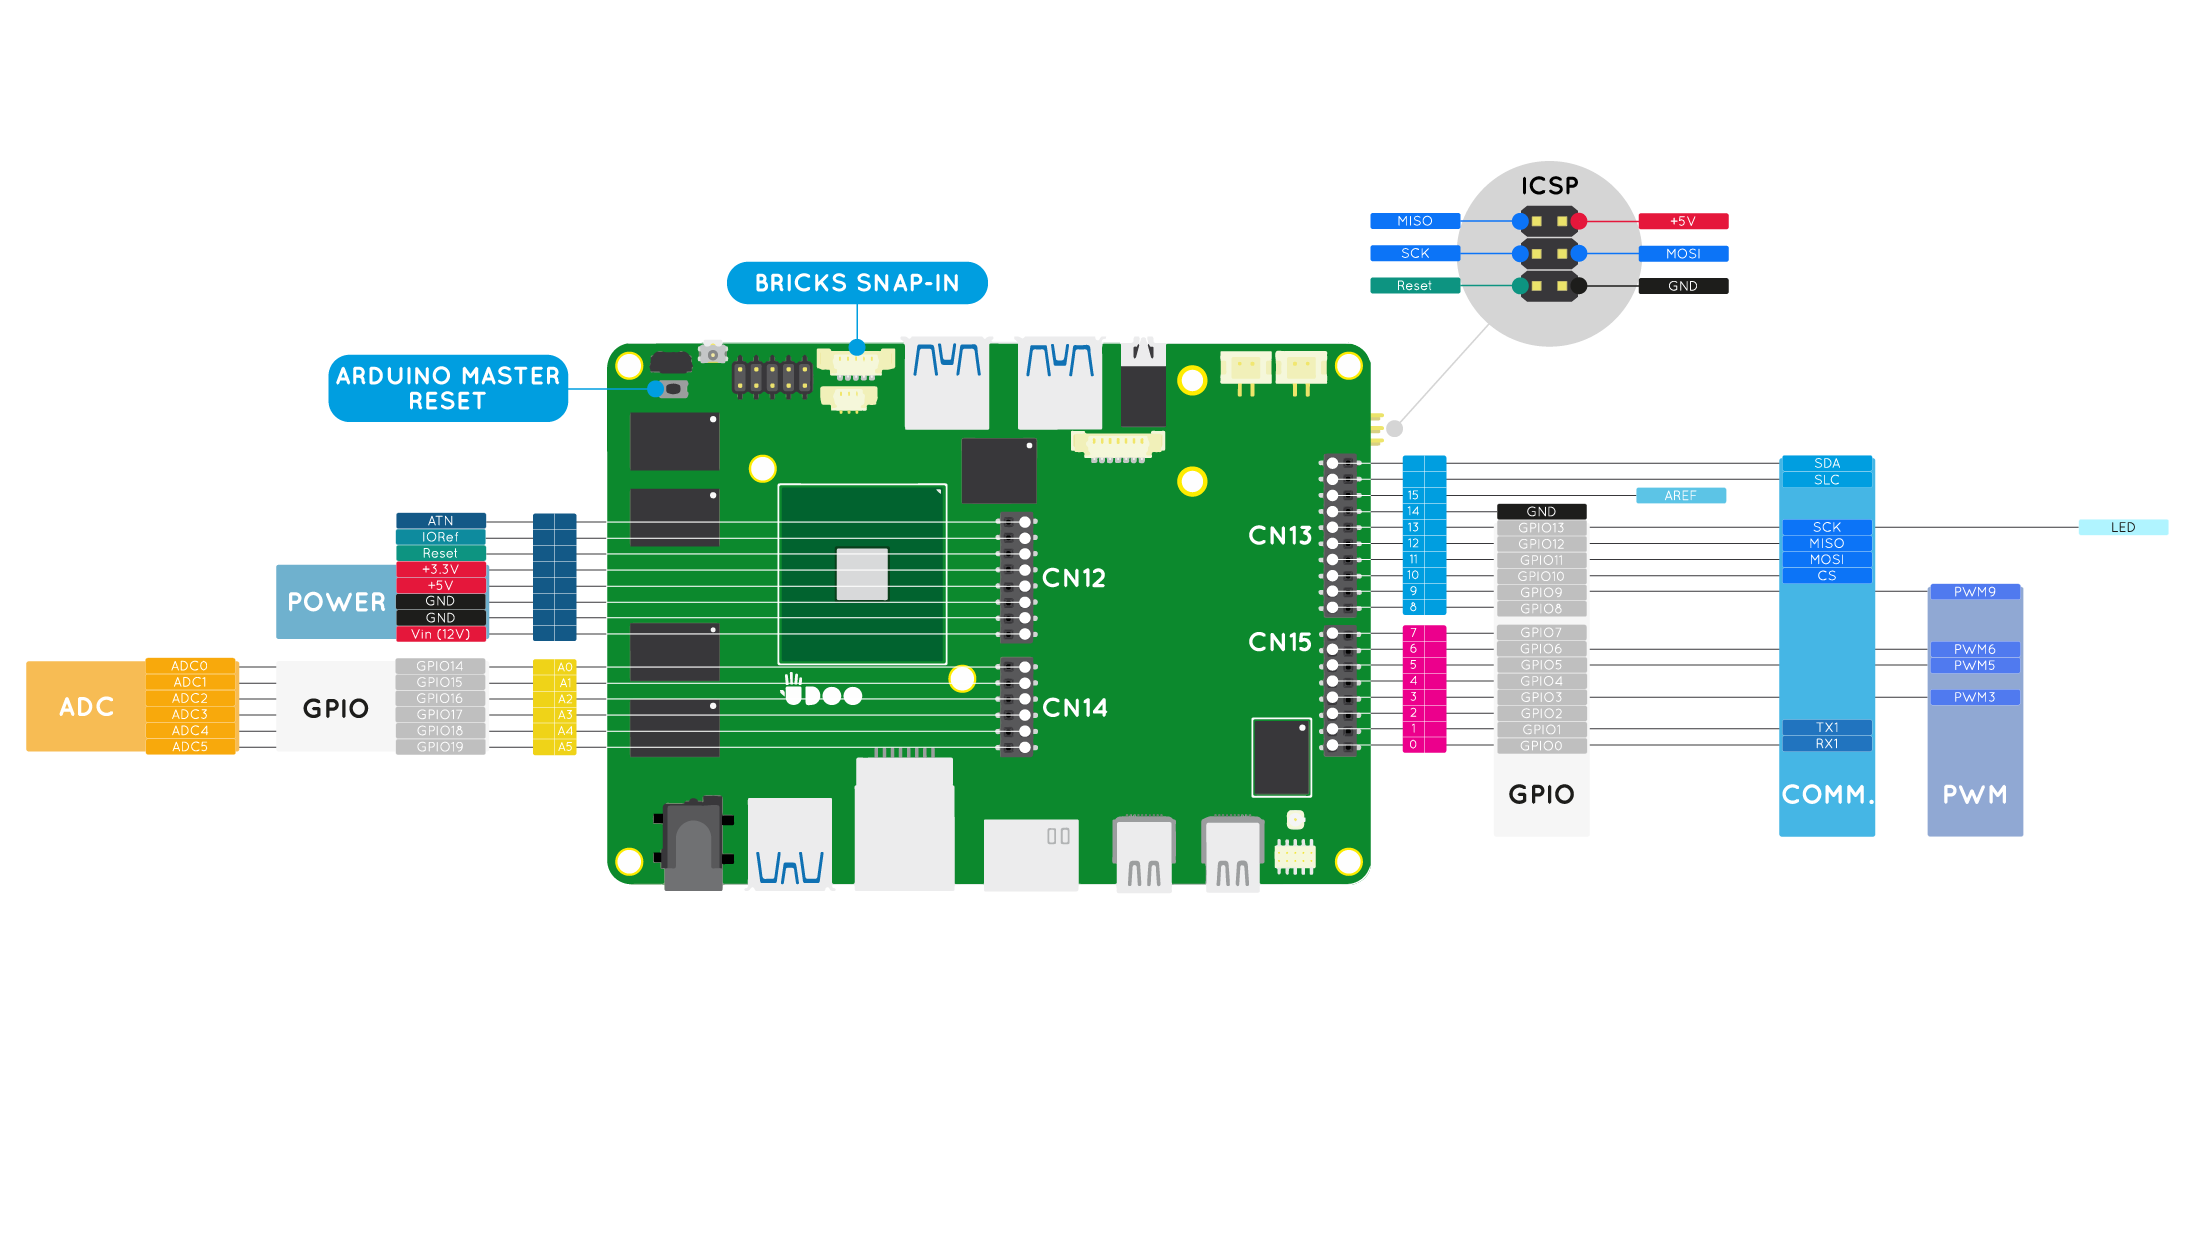 ICSP
MISO
+5V
SCK
MOSI
Reset
GND
BRICKS SNAP-IN
ARDUINO MASTER
RESET
ATN
IORef
Reset
+3.3V
+5V
GND
GND
Vin (12V)
POWER
CN12
ADC
ADC0 GPIO14 A0
ADC1 GPIO15 A1
ADC2 GPIO16 A2
ADC3 GPIO17 A3
ADC4 GPIO18 A4
ADC5 GPIO19 A5
GPIO
CN14
UDOO
CN13
SDA
SLC
15 AREF
14 GND
13 GPIO13 SCK LED
12 GPIO12 MISO
11 GPIO11 MOSI
10 GPIO10 CS
9 GPIO9 PWM9
8 GPIO8
CN15
7 GPIO7
6 GPIO6 PWM6
5 GPIO5 PWM5
4 GPIO4
3 GPIO3 PWM3
2 GPIO2
1 GPIO1 TX1
0 GPIO0 RX1
GPIO
COMM.
PWM